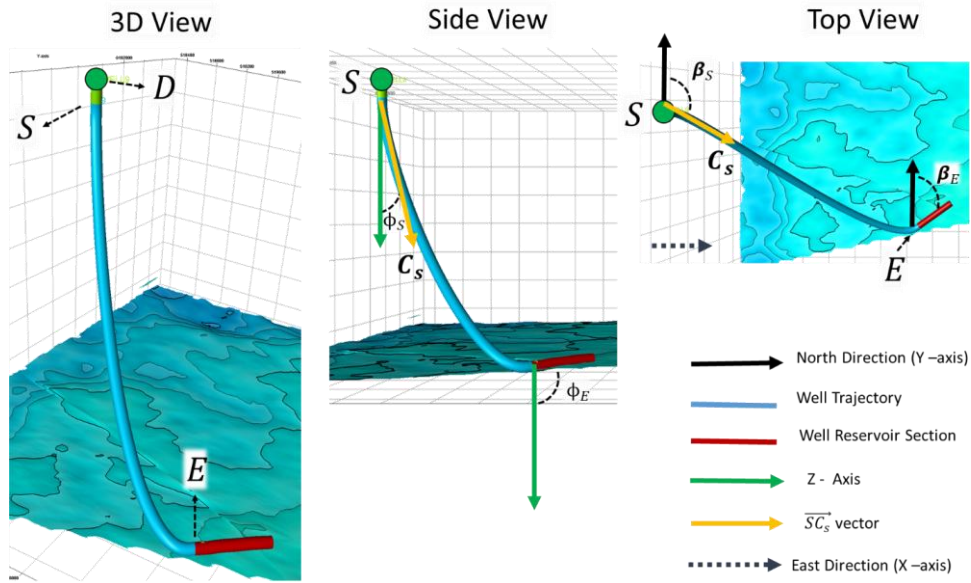 3D View
Side View
Top View
S
D
E
S
ϕ_S
C_s
ϕ_E
β_S
S
C_s
β_E
E
North Direction (Y –axis)
Well Trajectory
Well Reservoir Section
Z - Axis
\overrightarrow{SC_s} vector
East Direction (X –axis)